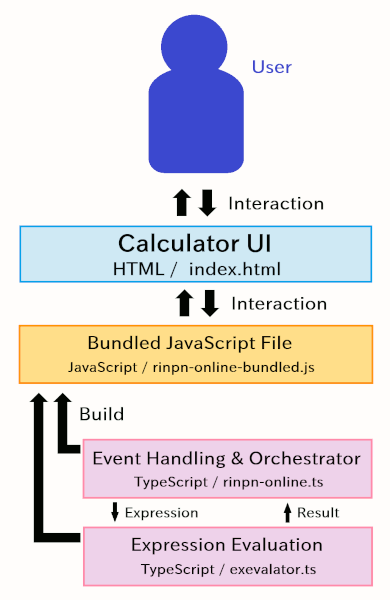 User
Interaction
Calculator UI
HTML / index.html
Interaction
Bundled JavaScript File
JavaScript / rinpn-online-bundled.js
Build
Event Handling & Orchestrator
TypeScript / rinpn-online.ts
Expression
Result
Expression Evaluation
TypeScript / exevalator.ts